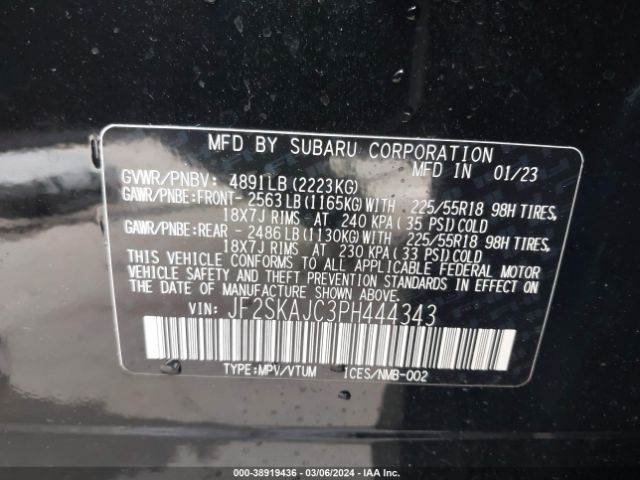 MFD BY SUBARU CORPORATION
MFD IN 01/23
GVWR/PNBV: 4891LB(2223KG)
GAWR/PNBE:FRONT- 2563LB(1165KG)WITH 225/55R18 98H TIRES,
18X7J RIMS AT 240 KPA(35 PSI)COLD
GAWR/PNBE:REAR - 2486LB(1130KG)WITH 225/55R18 98H TIRES,
18X7J RIMS AT 230 KPA(33 PSI)COLD
THIS VEHICLE CONFORMS TO ALL APPLICABLE FEDERAL MOTOR
VEHICLE SAFETY AND THEFT PREVENTION STANDARDS IN EFFECT ON
THE DATE OF MANUFACTURE SHOWN ABOVE.
VIN: JF2SKAJC3PH444343
TYPE:MPV/VTUM ICES/NMB-002
000-38919436 - 03/06/2024 - IAA Inc.